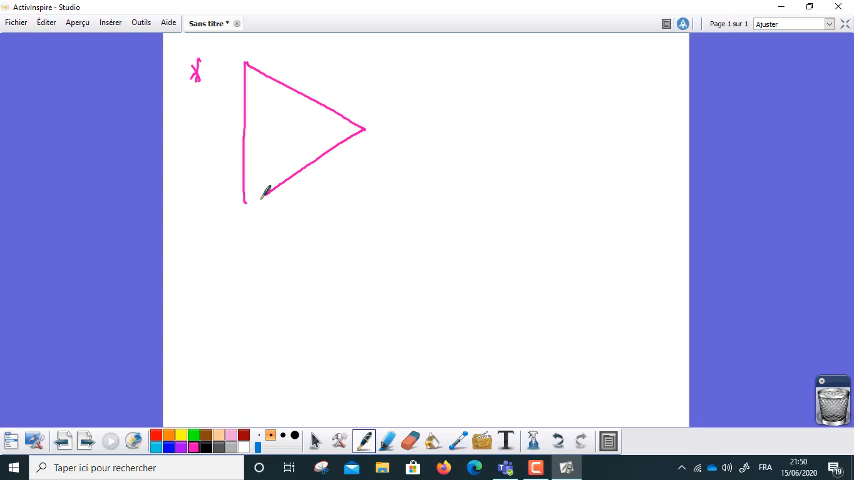 ActivInspire - Studio
Fichier Éditer Aperçu Insérer Outils Aide
Sans titre *
Page 1 sur 1
Ajuster
T
Taper ici pour rechercher
FRA
21:50
15/06/2020
19